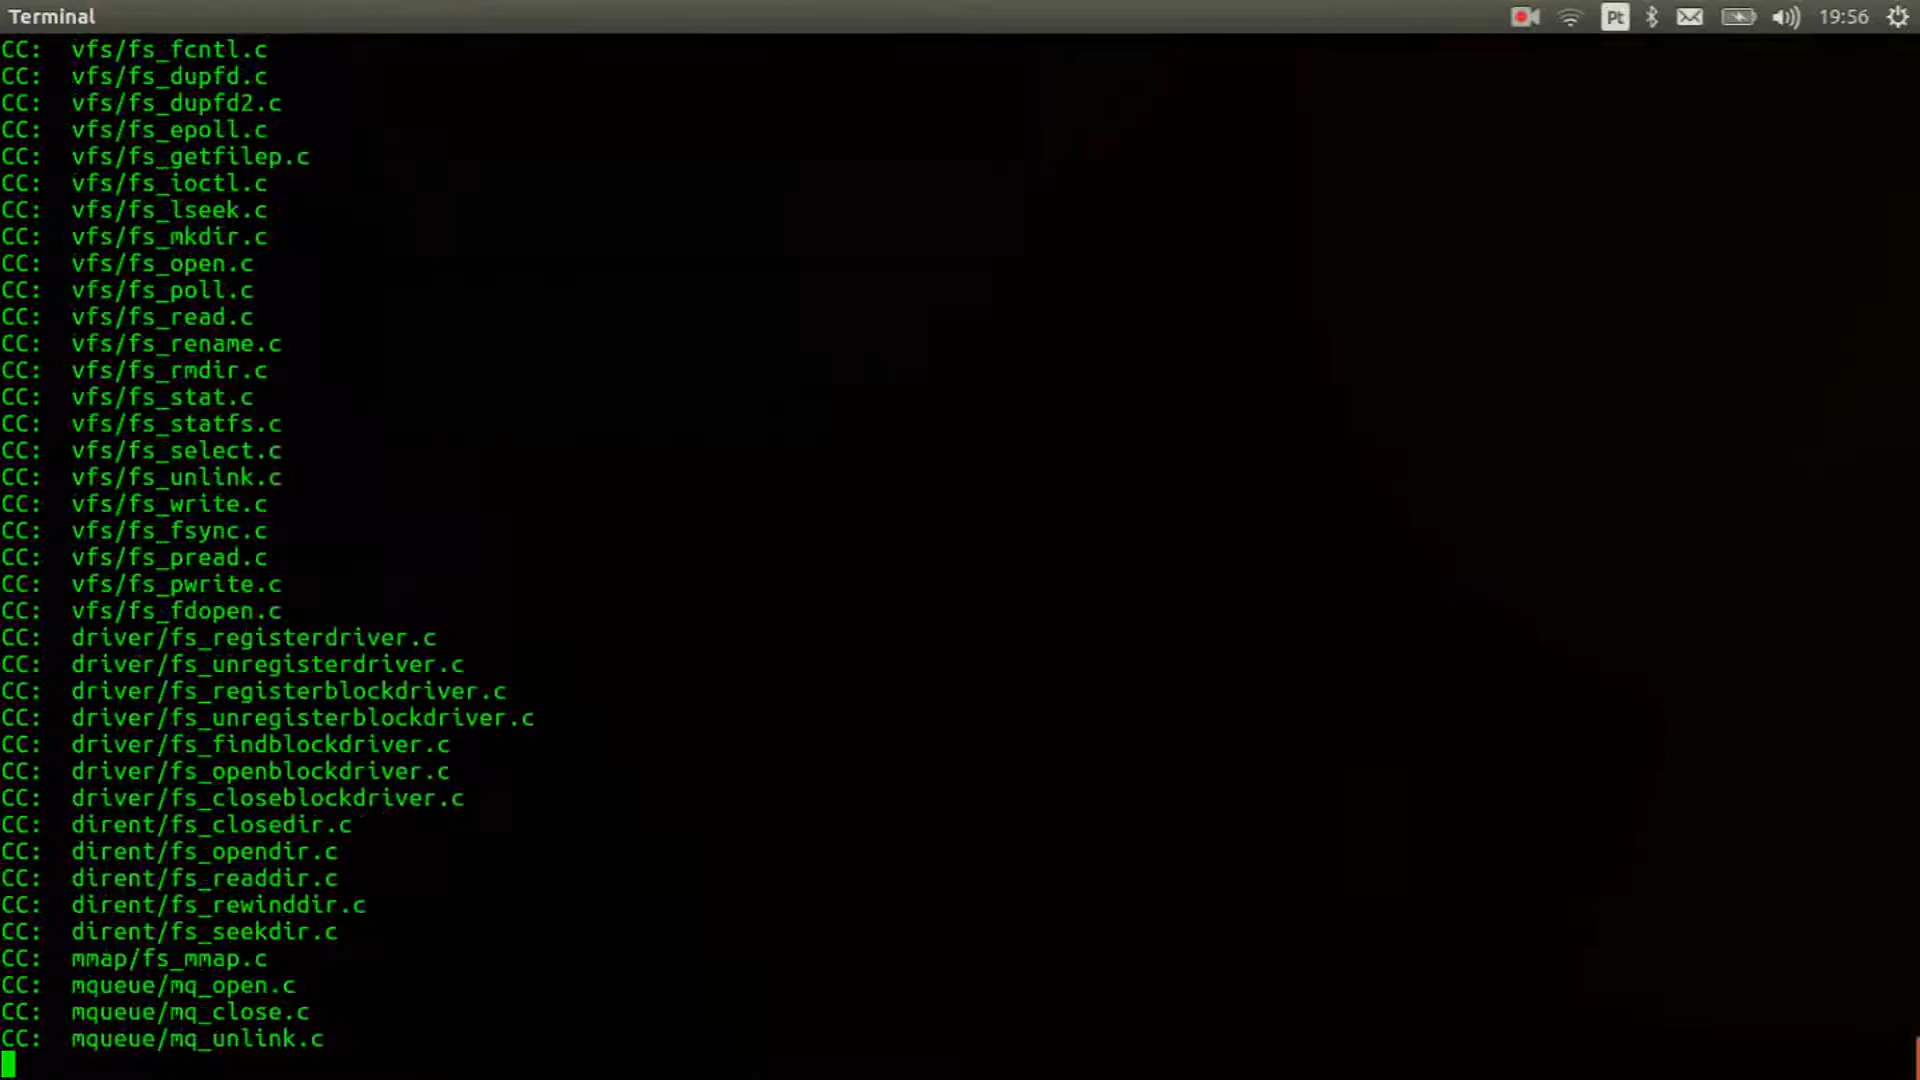 Terminal
Pt
19:56
CC:  vfs/fs_fcntl.c
CC:  vfs/fs_dupfd.c
CC:  vfs/fs_dupfd2.c
CC:  vfs/fs_epoll.c
CC:  vfs/fs_getfilep.c
CC:  vfs/fs_ioctl.c
CC:  vfs/fs_lseek.c
CC:  vfs/fs_mkdir.c
CC:  vfs/fs_open.c
CC:  vfs/fs_poll.c
CC:  vfs/fs_read.c
CC:  vfs/fs_rename.c
CC:  vfs/fs_rmdir.c
CC:  vfs/fs_stat.c
CC:  vfs/fs_statfs.c
CC:  vfs/fs_select.c
CC:  vfs/fs_unlink.c
CC:  vfs/fs_write.c
CC:  vfs/fs_fsync.c
CC:  vfs/fs_pread.c
CC:  vfs/fs_pwrite.c
CC:  vfs/fs_fdopen.c
CC:  driver/fs_registerdriver.c
CC:  driver/fs_unregisterdriver.c
CC:  driver/fs_registerblockdriver.c
CC:  driver/fs_unregisterblockdriver.c
CC:  driver/fs_findblockdriver.c
CC:  driver/fs_openblockdriver.c
CC:  driver/fs_closeblockdriver.c
CC:  dirent/fs_closedir.c
CC:  dirent/fs_opendir.c
CC:  dirent/fs_readdir.c
CC:  dirent/fs_rewinddir.c
CC:  dirent/fs_seekdir.c
CC:  mmap/fs_mmap.c
CC:  mqueue/mq_open.c
CC:  mqueue/mq_close.c
CC:  mqueue/mq_unlink.c